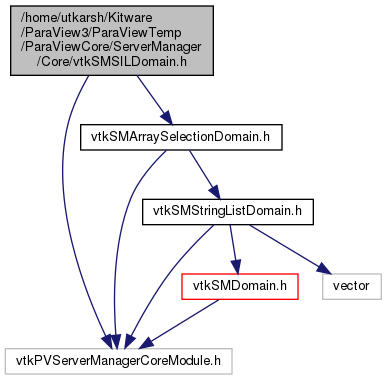 /home/utkarsh/Kitware
/ParaView3/ParaViewTemp
/ParaViewCore/ServerManager
/Core/vtkSMSILDomain.h
vtkSMArraySelectionDomain.h
vtkSMStringListDomain.h
vtkSMDomain.h
vector
vtkPVServerManagerCoreModule.h